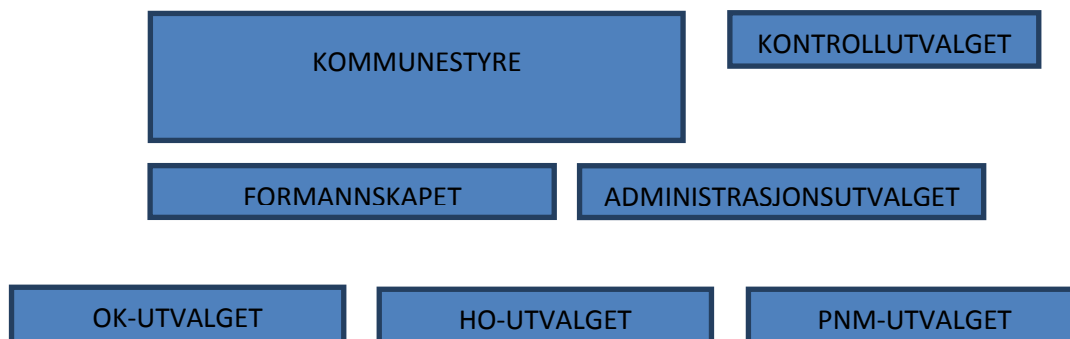 KOMMUNESTYRE
KONTROLLUTVALGET
FORMANNSKAPET
ADMINISTRASJONSUTVALGET
OK-UTVALGET
HO-UTVALGET
PNM-UTVALGET